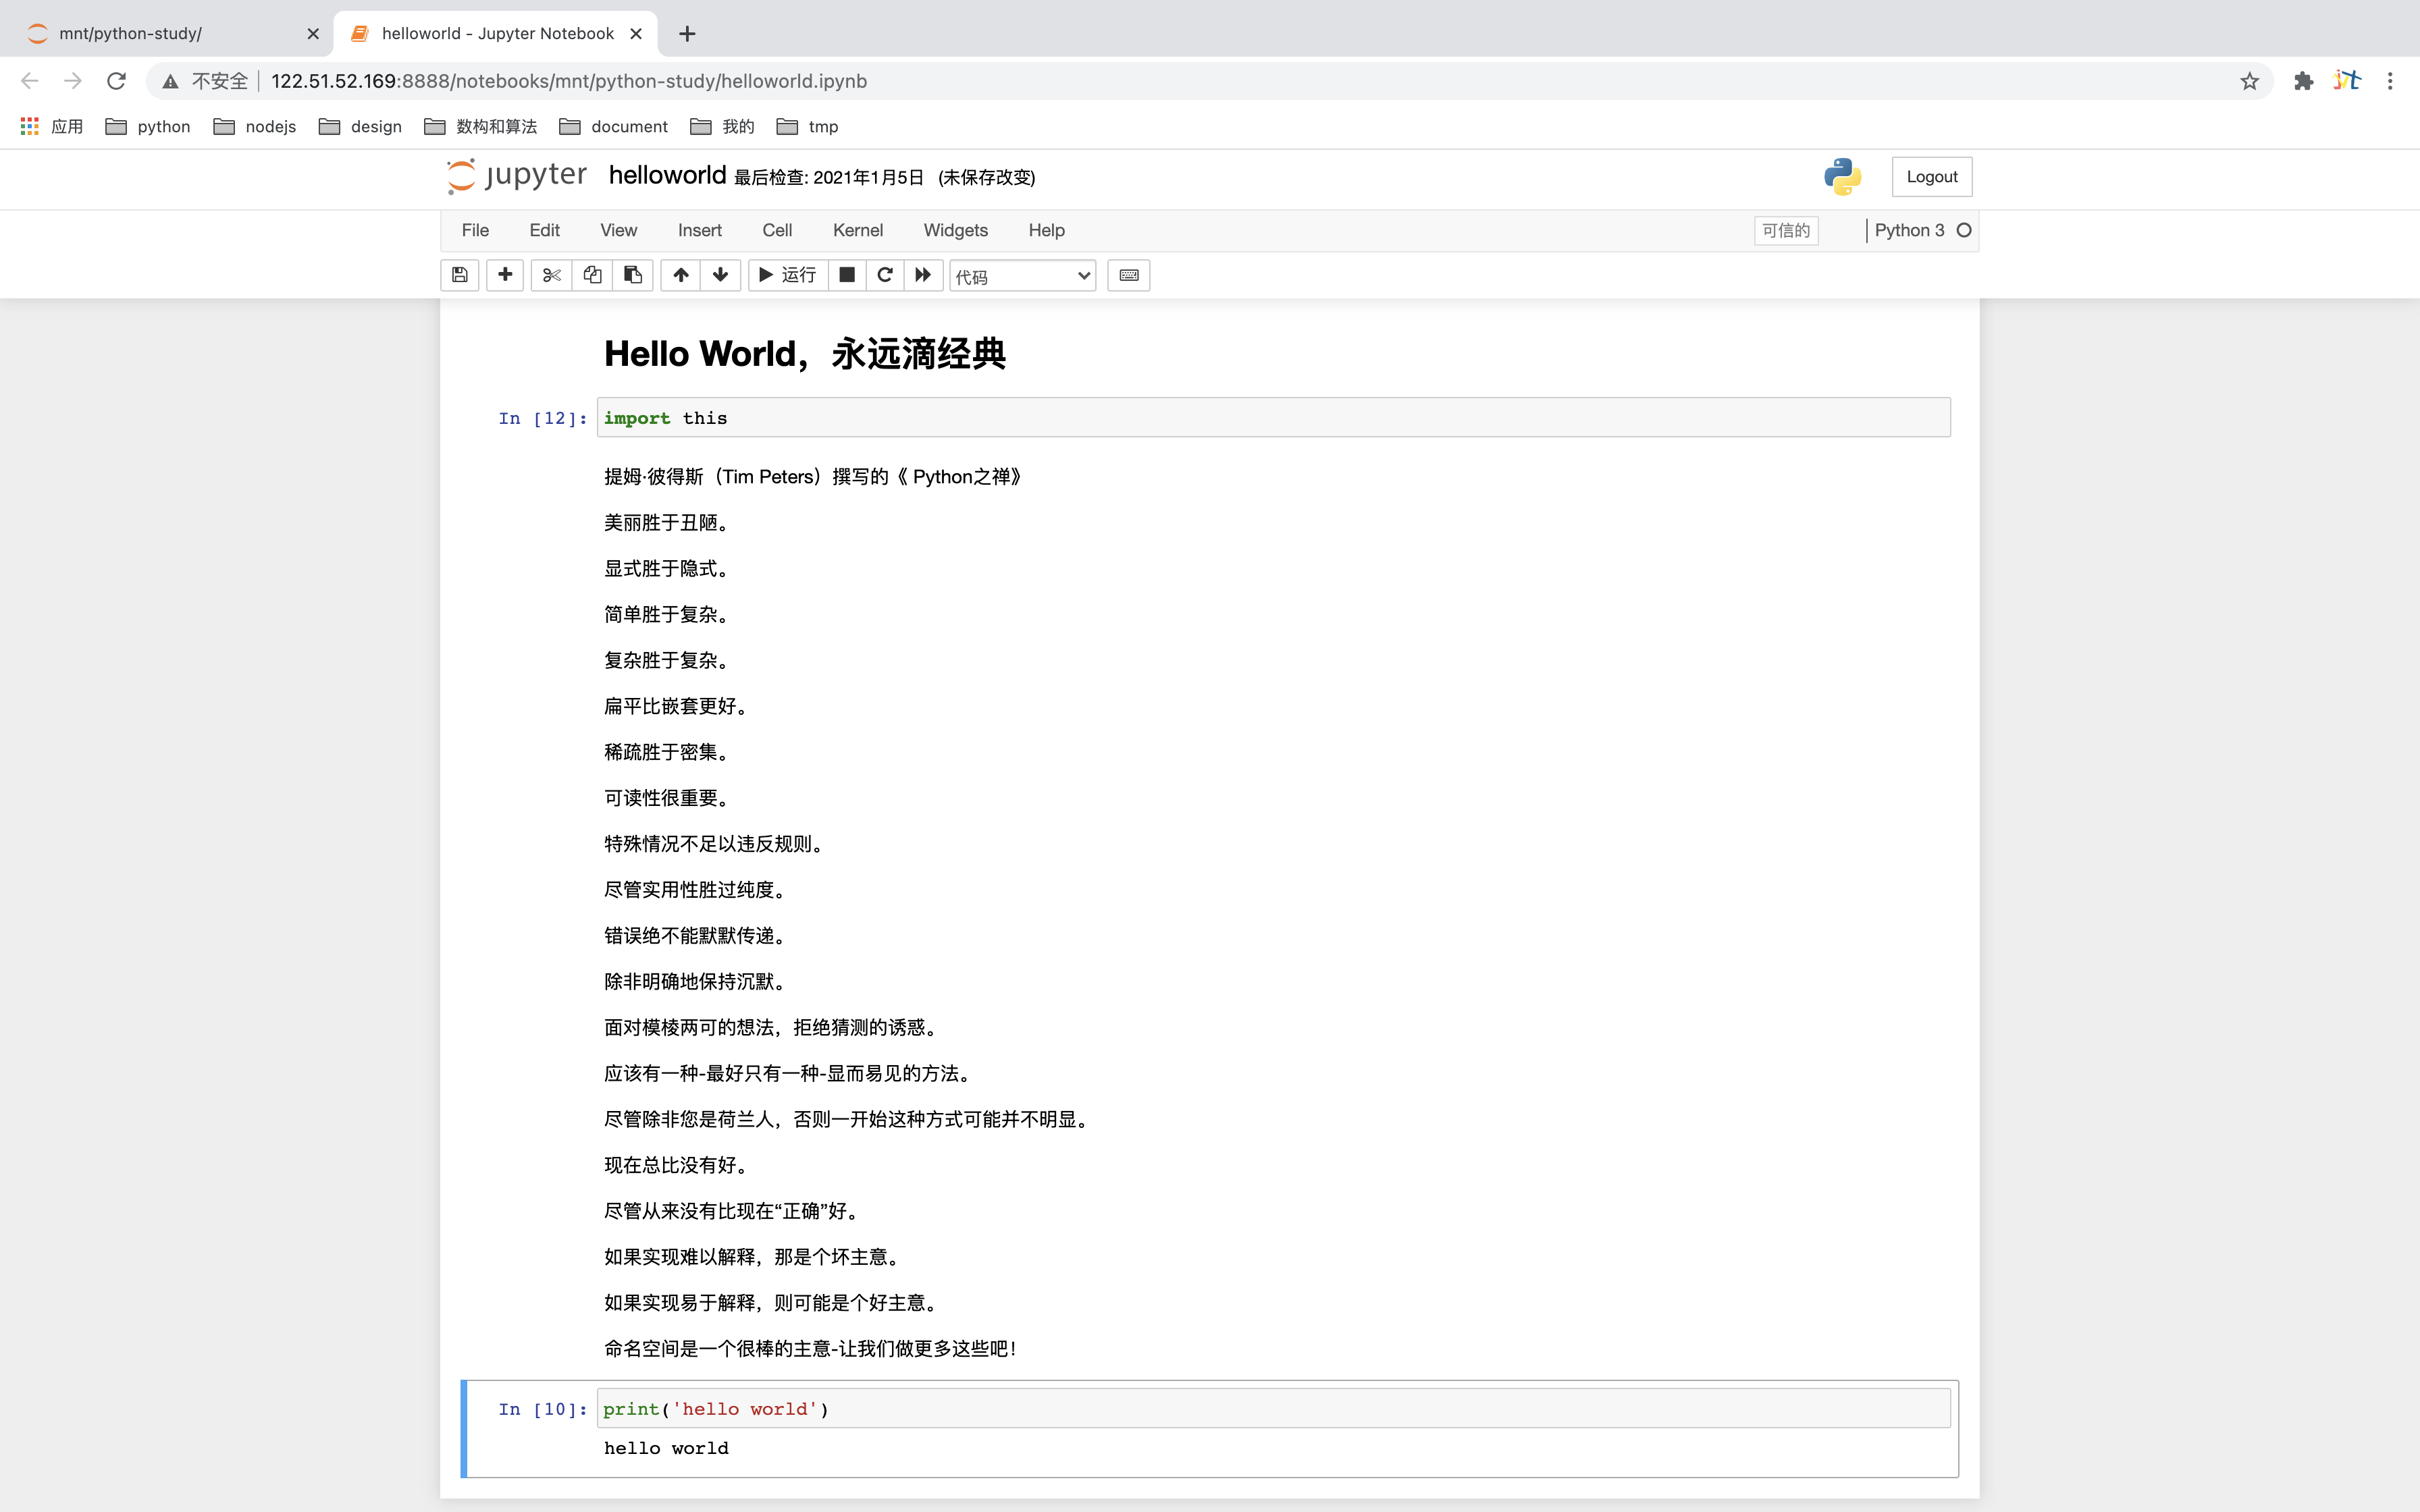 mnt/python-study/
helloworld - Jupyter Notebook
不安全 122.51.52.169:8888/notebooks/mnt/python-study/helloworld.ipynb
应用 python nodejs design 数构和算法 document 我的 tmp
jupyter helloworld 最后检查: 2021年1月5日 (未保存改变) Logout
File Edit View Insert Cell Kernel Widgets Help 可信的 Python 3
运行 代码
Hello World，永远滴经典
In [12]: import this
提姆·彼得斯（Tim Peters）撰写的《 Python之禅》
美丽胜于丑陋。
显式胜于隐式。
简单胜于复杂。
复杂胜于复杂。
扁平比嵌套更好。
稀疏胜于密集。
可读性很重要。
特殊情况不足以违反规则。
尽管实用性胜过纯度。
错误绝不能默默传递。
除非明确地保持沉默。
面对模棱两可的想法，拒绝猜测的诱惑。
应该有一种-最好只有一种-显而易见的方法。
尽管除非您是荷兰人，否则一开始这种方式可能并不明显。
现在总比没有好。
尽管从来没有比现在“正确”好。
如果实现难以解释，那是个坏主意。
如果实现易于解释，则可能是个好主意。
命名空间是一个很棒的主意-让我们做更多这些吧！
In [10]: print('hello world')
hello world